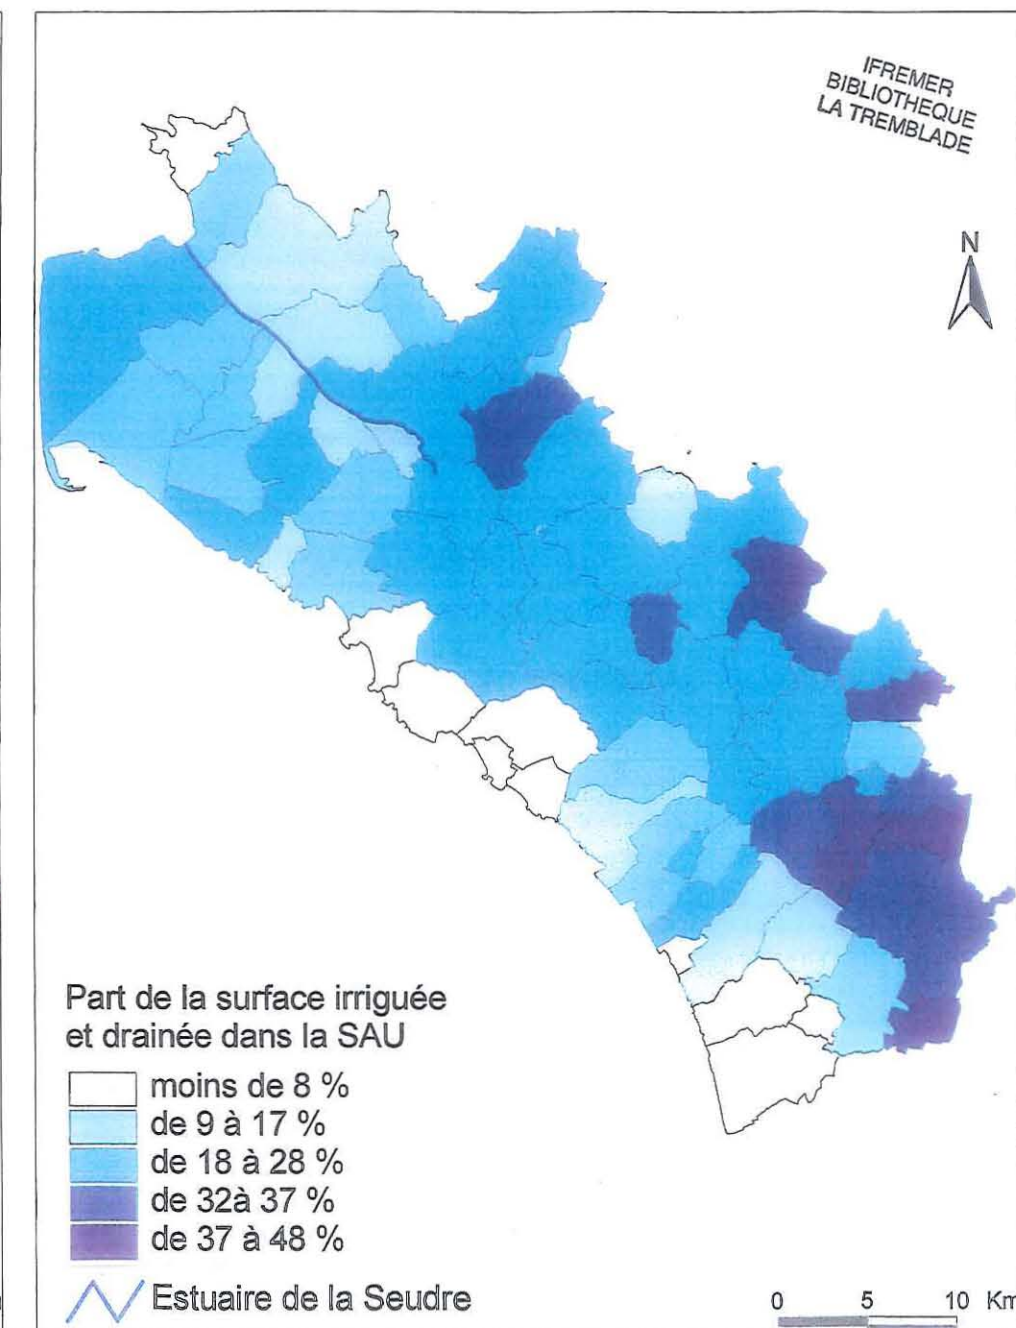 IFREMER
BIBLIOTHEQUE
LA TREMBLADE
N
Part de la surface irriguée
et drainée dans la SAU
moins de 8 %
de 9 à 17 %
de 18 à 28 %
de 32à 37 %
de 37 à 48 %
Estuaire de la Seudre
0 5 10 Km